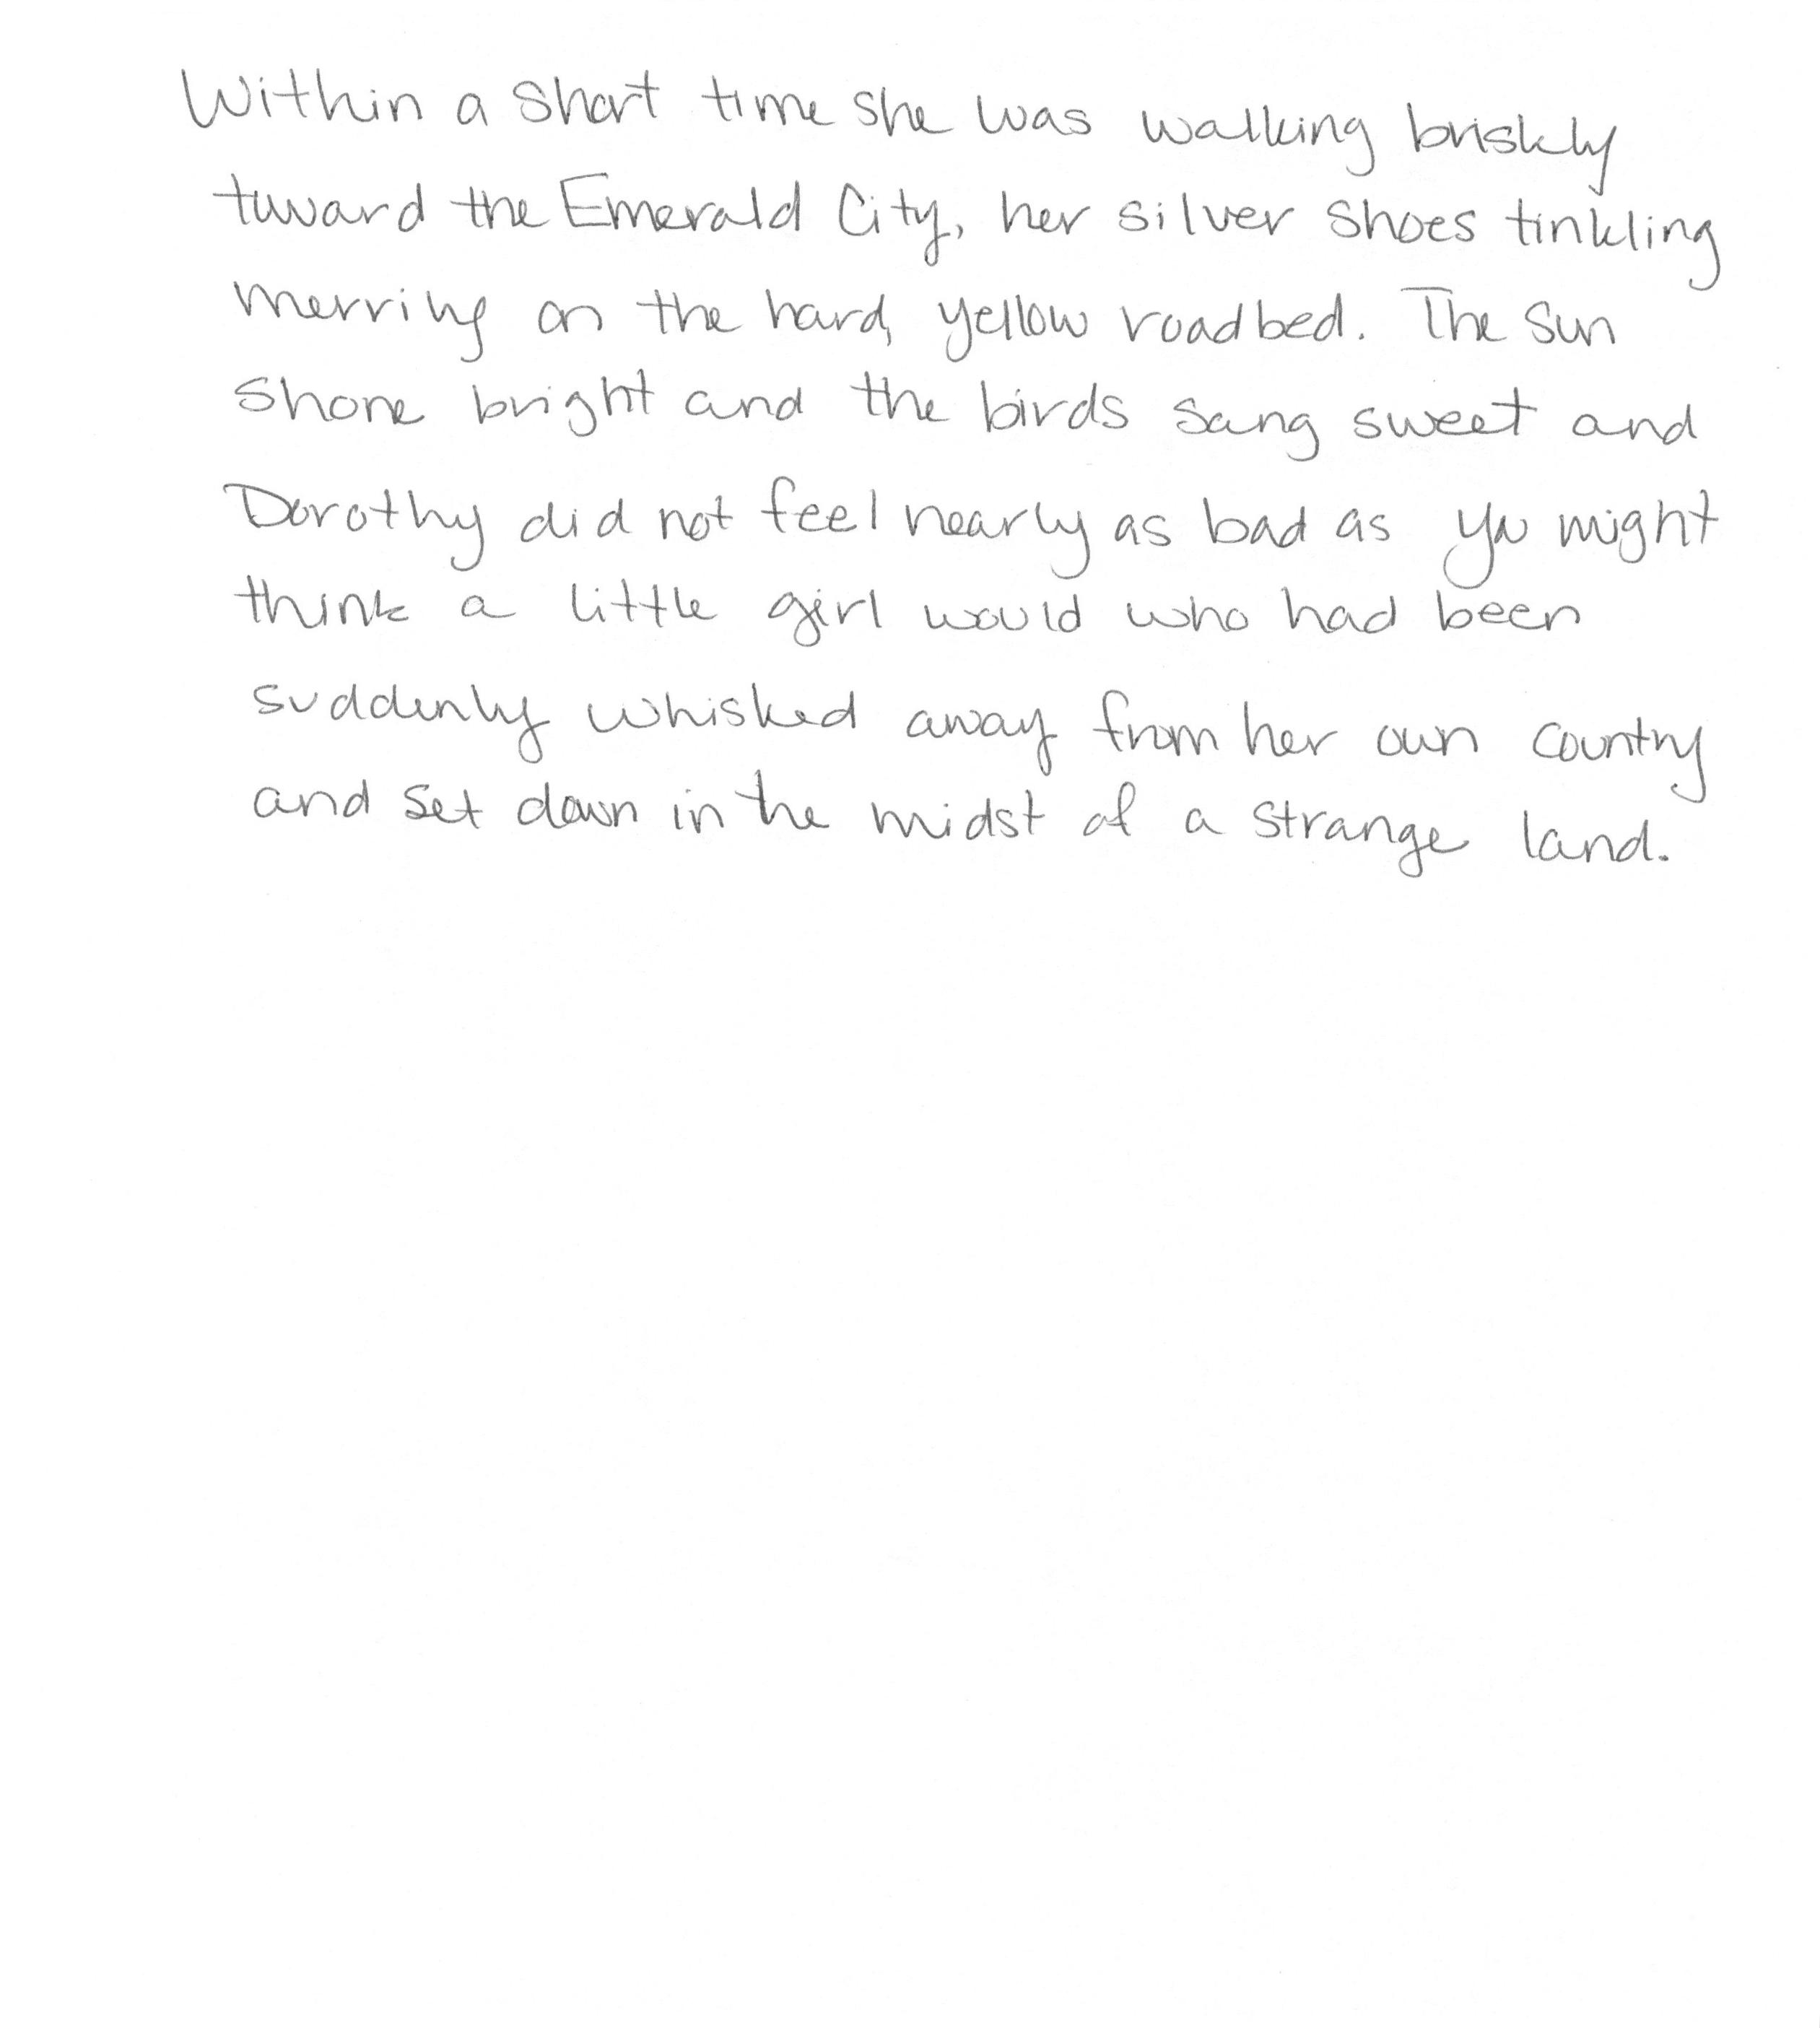 Within a short time she was walking briskly
toward the Emerald City, her silver shoes tinkling
merrily on the hard, yellow roadbed. The sun
shone bright and the birds sang sweet and
Dorothy did not feel nearly as bad as you might
think a little girl would who had been
suddenly whisked away from her own country
and set down in the midst of a strange land.